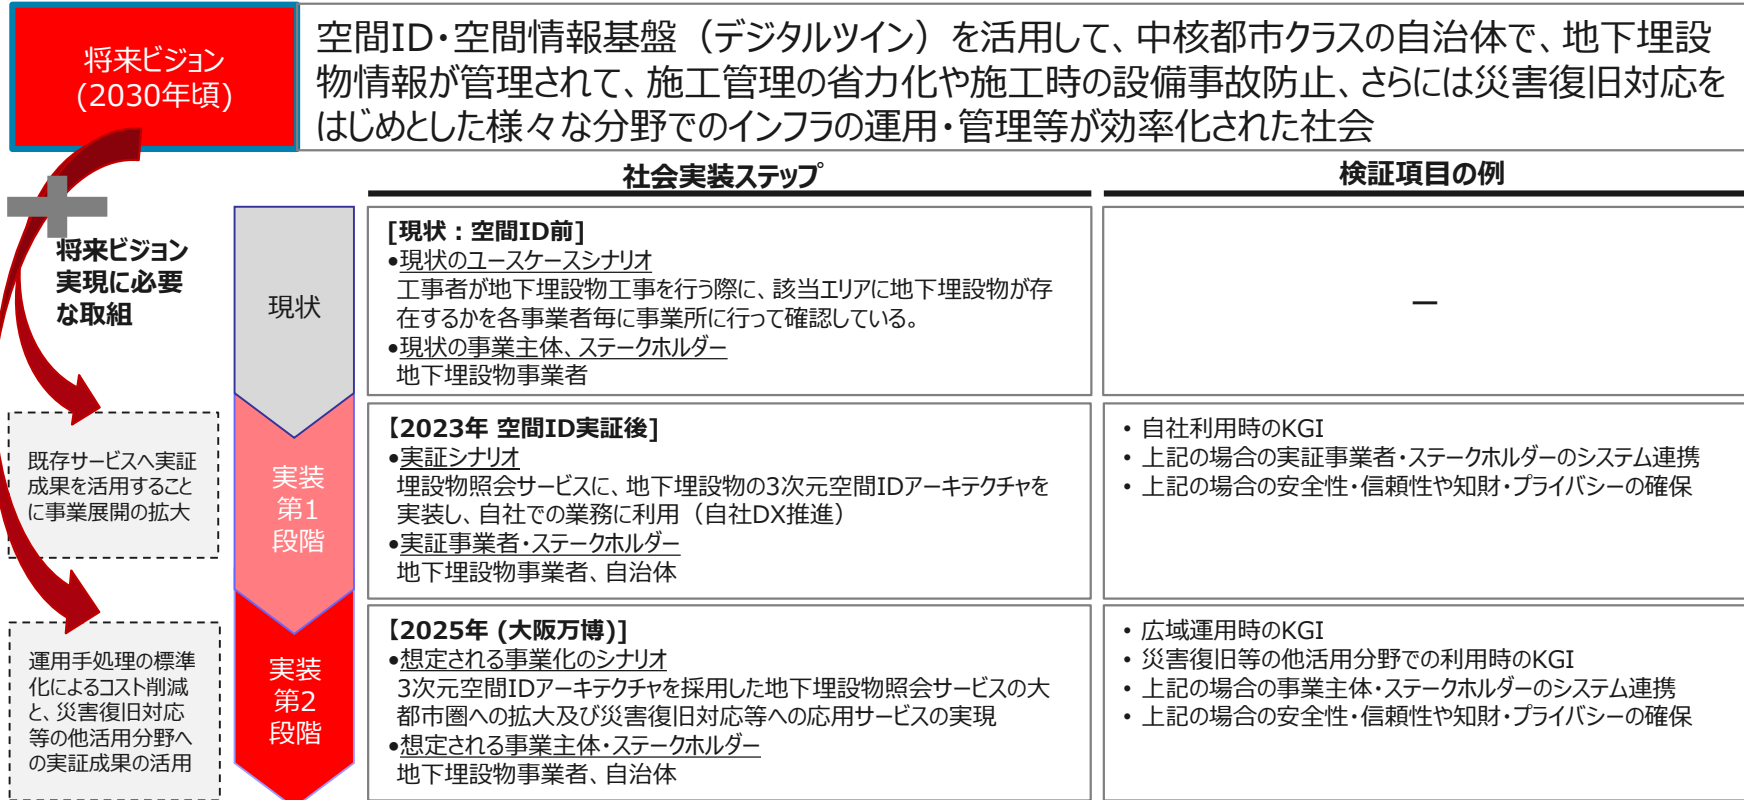 将来ビジョン
(2030年頃)
空間ID・空間情報基盤（デジタルツイン）を活用して、中核都市クラスの自治体で、地下埋設
物情報が管理されて、施工管理の省力化や施工時の設備事故防止、さらには災害復旧対応を
はじめとした様々な分野でのインフラの運用・管理等が効率化された社会
社会実装ステップ
検証項目の例
将来ビジョン
実現に必要
な取組
現状
[現状：空間ID前]
•現状のユースケースシナリオ
工事者が地下埋設物工事を行う際に、該当エリアに地下埋設物が存
在するかを各事業者毎に事業所に行って確認している。
•現状の事業主体、ステークホルダー
地下埋設物事業者
ー
既存サービスへ実証
成果を活用すること
に事業展開の拡大
実装
第1
段階
【2023年 空間ID実証後]
•実証シナリオ
埋設物照会サービスに、地下埋設物の3次元空間IDアーキテクチャを
実装し、自社での業務に利用（自社DX推進）
•実証事業者・ステークホルダー
地下埋設物事業者、自治体
• 自社利用時のKGI
• 上記の場合の実証事業者・ステークホルダーのシステム連携
• 上記の場合の安全性・信頼性や知財・プライバシーの確保
運用手処理の標準
化によるコスト削減
と、災害復旧対応
等の他活用分野へ
の実証成果の活用
実装
第2
段階
【2025年 (大阪万博)]
•想定される事業化のシナリオ
3次元空間IDアーキテクチャを採用した地下埋設物照会サービスの大
都市圏への拡大及び災害復旧対応等への応用サービスの実現
•想定される事業主体・ステークホルダー
地下埋設物事業者、自治体
• 広域運用時のKGI
• 災害復旧等の他活用分野での利用時のKGI
• 上記の場合の事業主体・ステークホルダーのシステム連携
• 上記の場合の安全性・信頼性や知財・プライバシーの確保